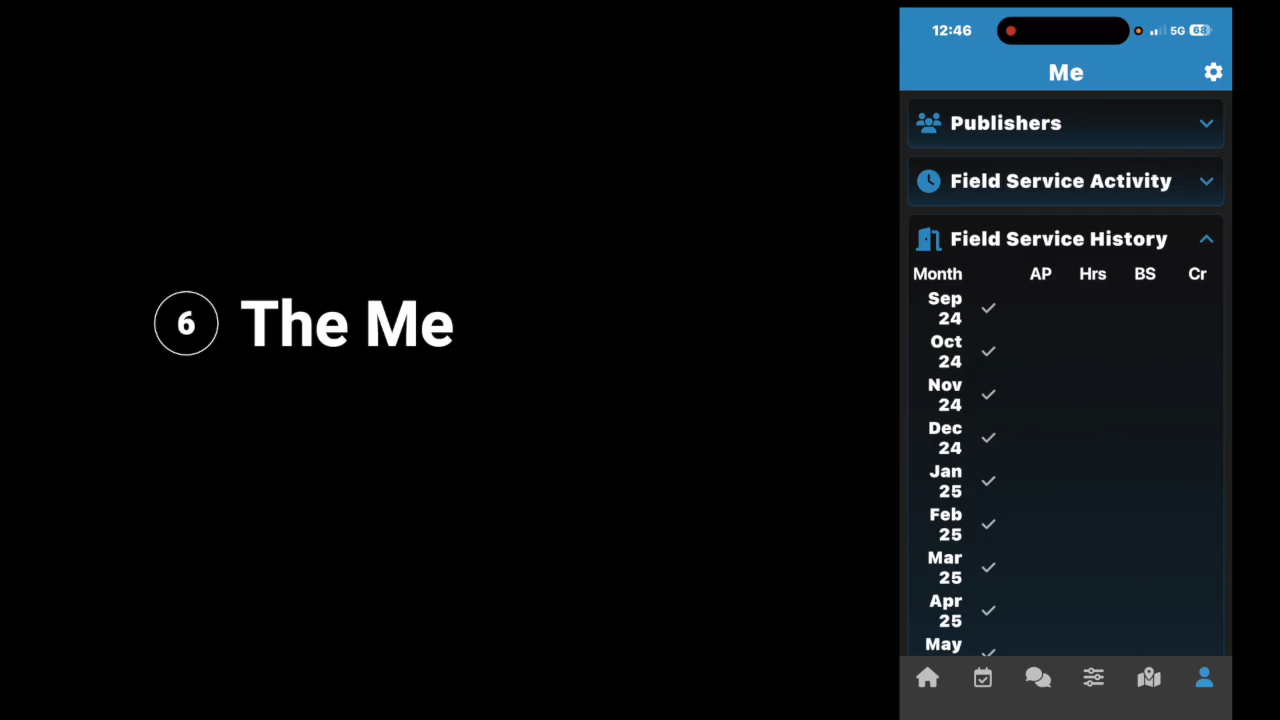 6 The Me
12:46 5G 68
Me
Publishers
Field Service Activity
Field Service History
Month AP Hrs BS Cr
Sep
24
Oct
24
Nov
24
Dec
24
Jan
25
Feb
25
Mar
25
Apr
25
May